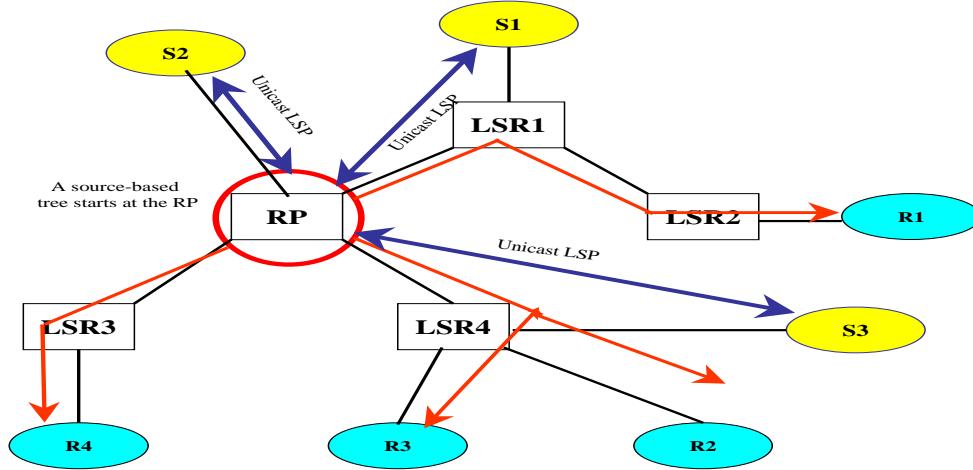 S1
S2
Unicast LSP
Unicast LSP
LSR1
A source-based
tree starts at the RP
RP
LSR2
R1
Unicast LSP
LSR3
LSR4
S3
R4
R3
R2